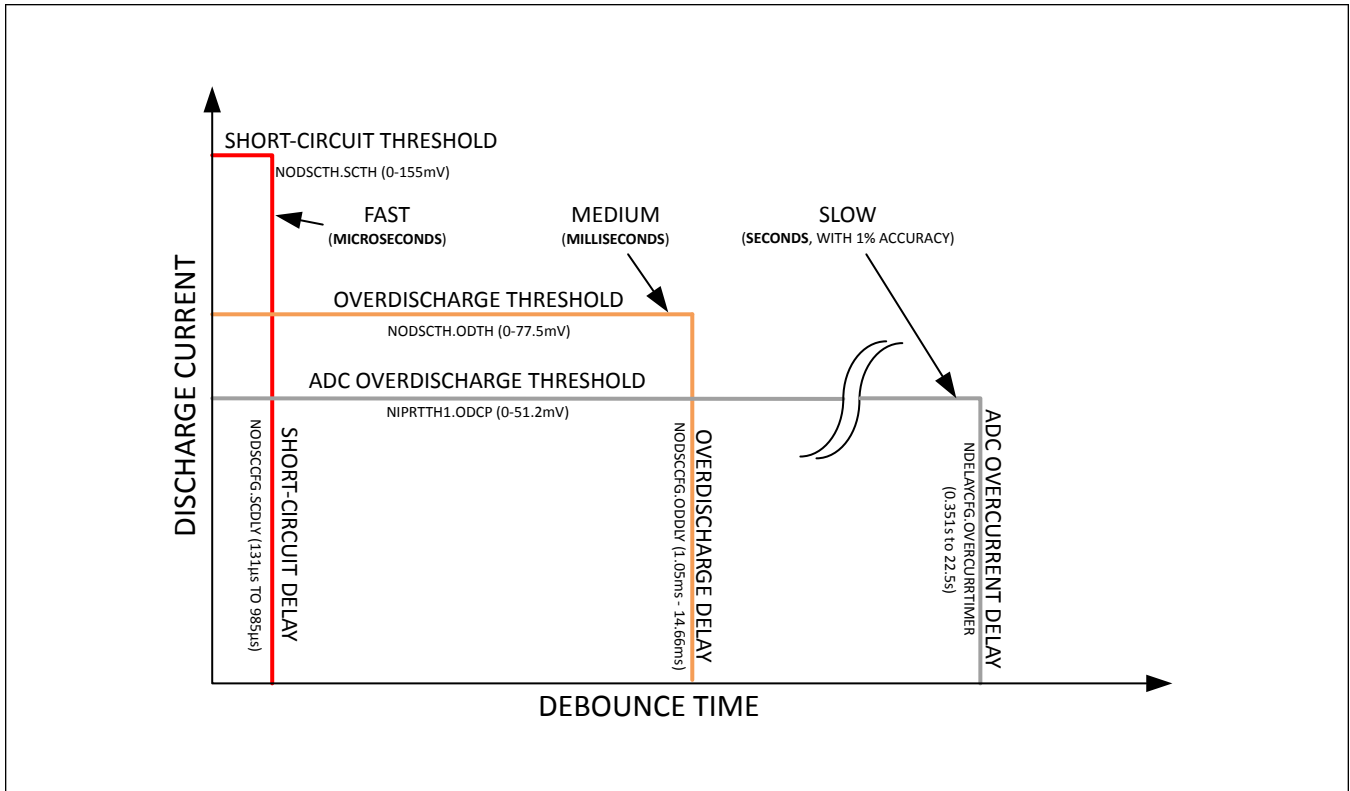 SHORT-CIRCUIT THRESHOLD
NODSCTH.SCTH (0-155mV)
FAST
(MICROSECONDS)
MEDIUM
(MILLISECONDS)
SLOW
(SECONDS, WITH 1% ACCURACY)
OVERDISCHARGE THRESHOLD
NODSCTH.ODTH (0-77.5mV)
ADC OVERDISCHARGE THRESHOLD
NIPRTTH1.ODCP (0-51.2mV)
DISCHARGE CURRENT
SHORT-CIRCUIT DELAY
NODSCCFG.SCDLY (131µs TO 985µs)
OVERDISCHARGE DELAY
NODSCCFG.ODDLY (1.05ms - 14.66ms)
ADC OVERCURRENT DELAY
NDELAYCFG.OVERCURRTIMER
(0.351s to 22.5s)
DEBOUNCE TIME